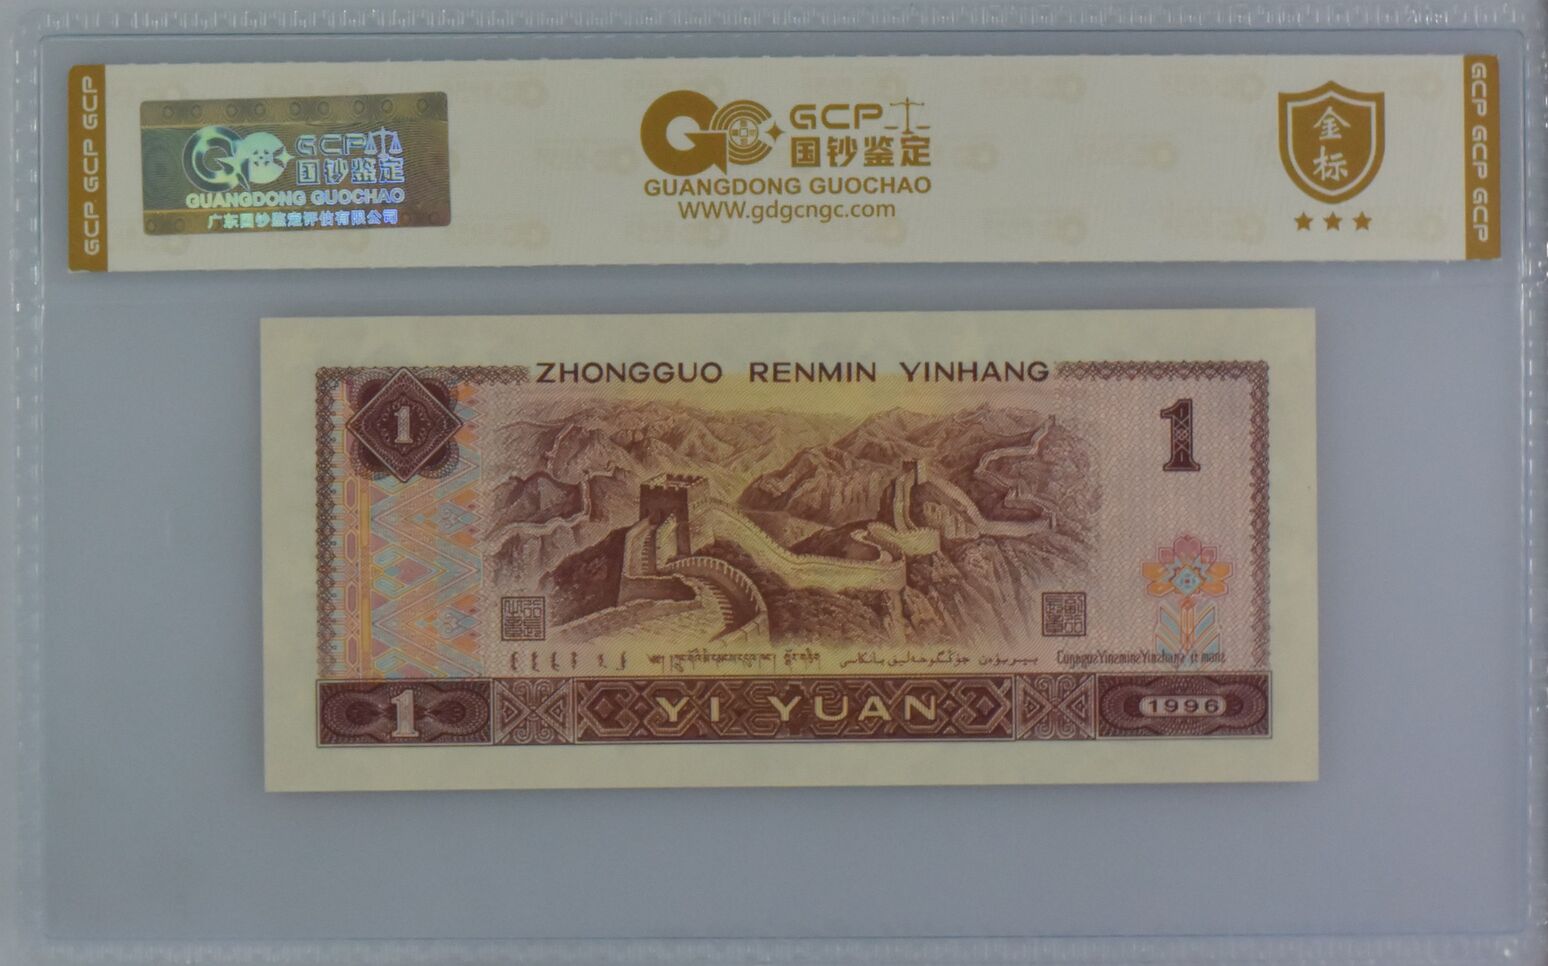 GCP GCP GCP
GCP
国钞鉴定
GUANGDONG GUOCHAO
广东国钞鉴定评估有限公司
GCP
国钞鉴定
GUANGDONG GUOCHAO
WWW.gdgcngc.com
金标
GCP GCP GCP
ZHONGGUO RENMIN YINHANG
1
1
1
YI YUAN
1996